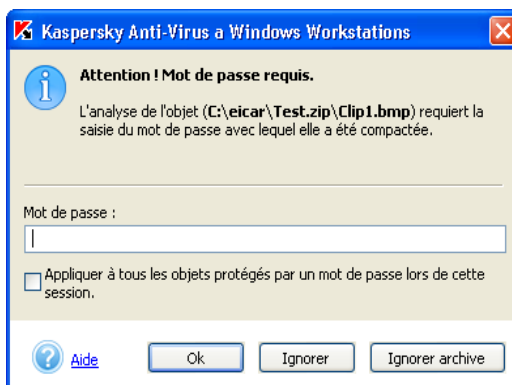 Kaspersky Anti-Virus a Windows Workstations
Attention ! Mot de passe requis.
L'analyse de l'objet (C:\eicar\Test.zip\Clip1.bmp) requiert la
saisie du mot de passe avec lequel elle a été compactée.
Mot de passe :
Appliquer à tous les objets protégés par un mot de passe lors de cette
session.
Aide
Ok
Ignorer
Ignorer archive